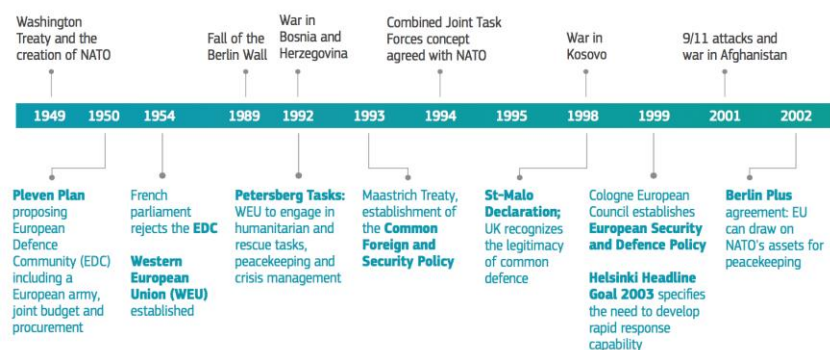 Washington
Treaty and the
creation of NATO
Fall of the
Berlin Wall
War in
Bosnia and
Herzegovina
Combined Joint Task
Forces concept
agreed with NATO
War in
Kosovo
9/11 attacks and
war in Afghanistan
1949 1950 1954 1989 1992 1993 1994 1995 1998 1999 2001 2002
Pleven Plan
proposing
European
Defence
Community (EDC)
including a
European army,
joint budget and
procurement
French
parliament
rejects the EDC
Western
European
Union (WEU)
established
Petersberg Tasks:
WEU to engage in
humanitarian and
rescue tasks,
peacekeeping and
crisis management
Maastrich Treaty,
establishment of
the Common
Foreign and
Security Policy
St-Malo
Declaration;
UK recognizes
the legitimacy
of common
defence
Cologne European
Council establishes
European Security
and Defence Policy
Helsinki Headline
Goal 2003 specifies
the need to develop
rapid response
capability
Berlin Plus
agreement: EU
can draw on
NATO's assets for
peacekeeping